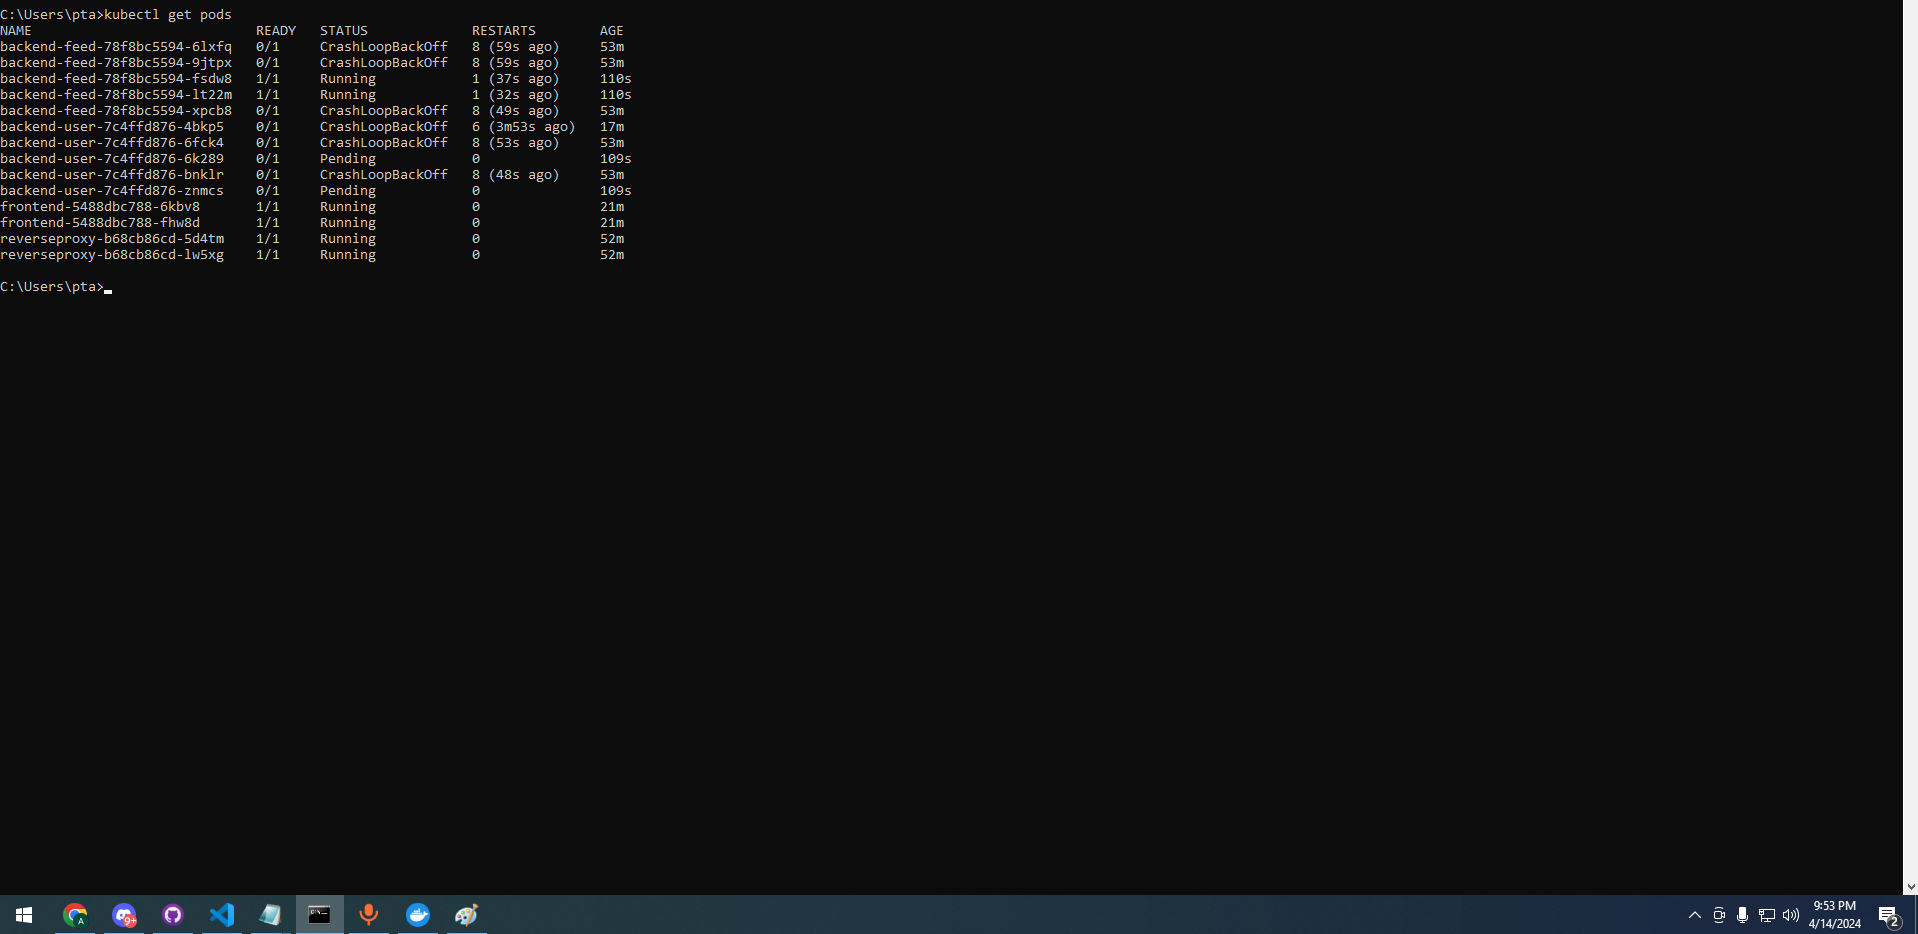 C:\Users\pta>kubectl get pods
NAME READY STATUS RESTARTS AGE
backend-feed-78f8bc5594-6lxfq 0/1 CrashLoopBackOff 8 (59s ago) 53m
backend-feed-78f8bc5594-9jtpx 0/1 CrashLoopBackOff 8 (59s ago) 53m
backend-feed-78f8bc5594-fsdw8 1/1 Running 1 (37s ago) 110s
backend-feed-78f8bc5594-lt22m 1/1 Running 1 (32s ago) 110s
backend-feed-78f8bc5594-xpcb8 0/1 CrashLoopBackOff 8 (49s ago) 53m
backend-user-7c4ffd876-4bkp5 0/1 CrashLoopBackOff 6 (3m53s ago) 17m
backend-user-7c4ffd876-6fck4 0/1 CrashLoopBackOff 8 (53s ago) 53m
backend-user-7c4ffd876-6k289 0/1 Pending 0 109s
backend-user-7c4ffd876-bnklr 0/1 CrashLoopBackOff 8 (48s ago) 53m
backend-user-7c4ffd876-znmcs 0/1 Pending 0 109s
frontend-5488dbc788-6kbv8 1/1 Running 0 21m
frontend-5488dbc788-fhw8d 1/1 Running 0 21m
reverseproxy-b68cb86cd-5d4tm 1/1 Running 0 52m
reverseproxy-b68cb86cd-lw5xg 1/1 Running 0 52m
C:\Users\pta>
A
9+
C:\.
9:53 PM
4/14/2024
2